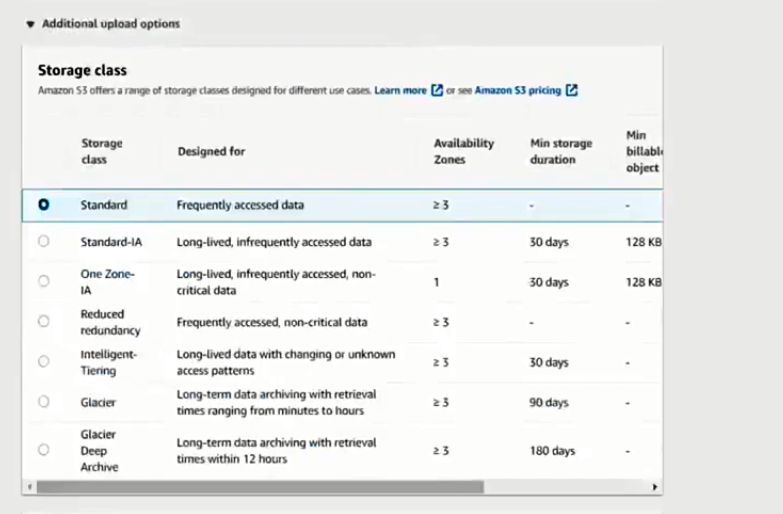 Additional upload options
Storage class
Amazon S3 offers a range of storage classes designed for different use cases. Learn more or see Amazon S3 pricing
Storage class Designed for Availability Zones Min storage duration Min billable object
Standard Frequently accessed data ≥ 3 - -
Standard-IA Long-lived, infrequently accessed data ≥ 3 30 days 128 KB
One Zone-IA Long-lived, infrequently accessed, non-critical data 1 30 days 128 KB
Reduced redundancy Frequently accessed, non-critical data ≥ 3 - -
Intelligent-Tiering Long-lived data with changing or unknown access patterns ≥ 3 30 days -
Glacier Long-term data archiving with retrieval times ranging from minutes to hours ≥ 3 90 days -
Glacier Deep Archive Long-term data archiving with retrieval times within 12 hours ≥ 3 180 days -